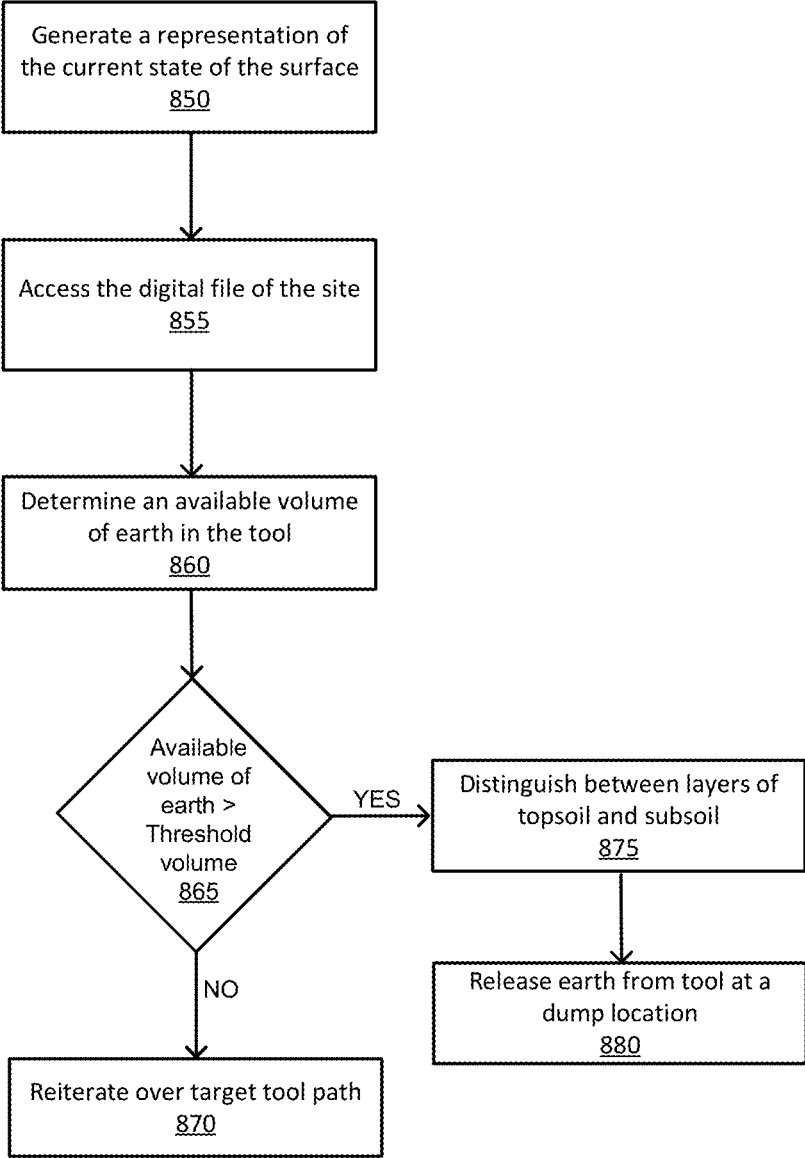 Generate a representation of
the current state of the surface
850
Access the digital file of the site
855
Determine an available volume
of earth in the tool
860
Available
volume of
earth >
Threshold
volume
865
YES
Distinguish between layers of
topsoil and subsoil
875
Release earth from tool at a
dump location
880
NO
Reiterate over target tool path
870